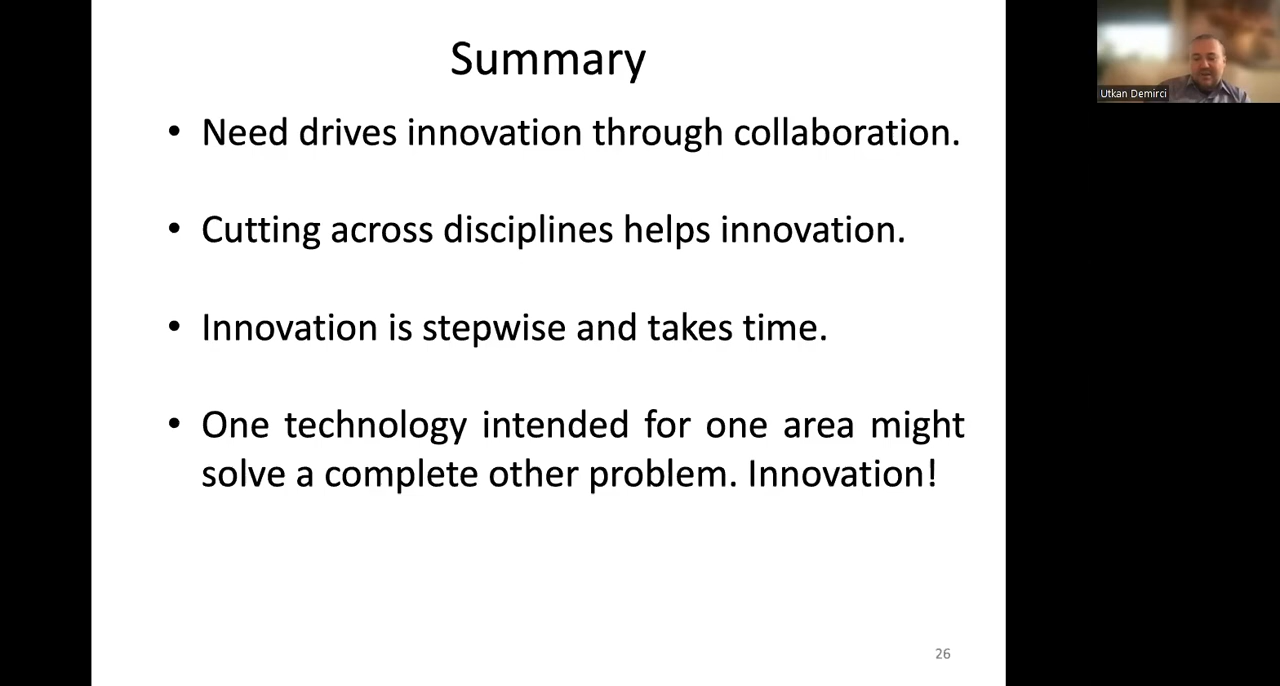 Summary
• Need drives innovation through collaboration.
• Cutting across disciplines helps innovation.
• Innovation is stepwise and takes time.
• One technology intended for one area might
solve a complete other problem. Innovation!
26
Utkan Demirci